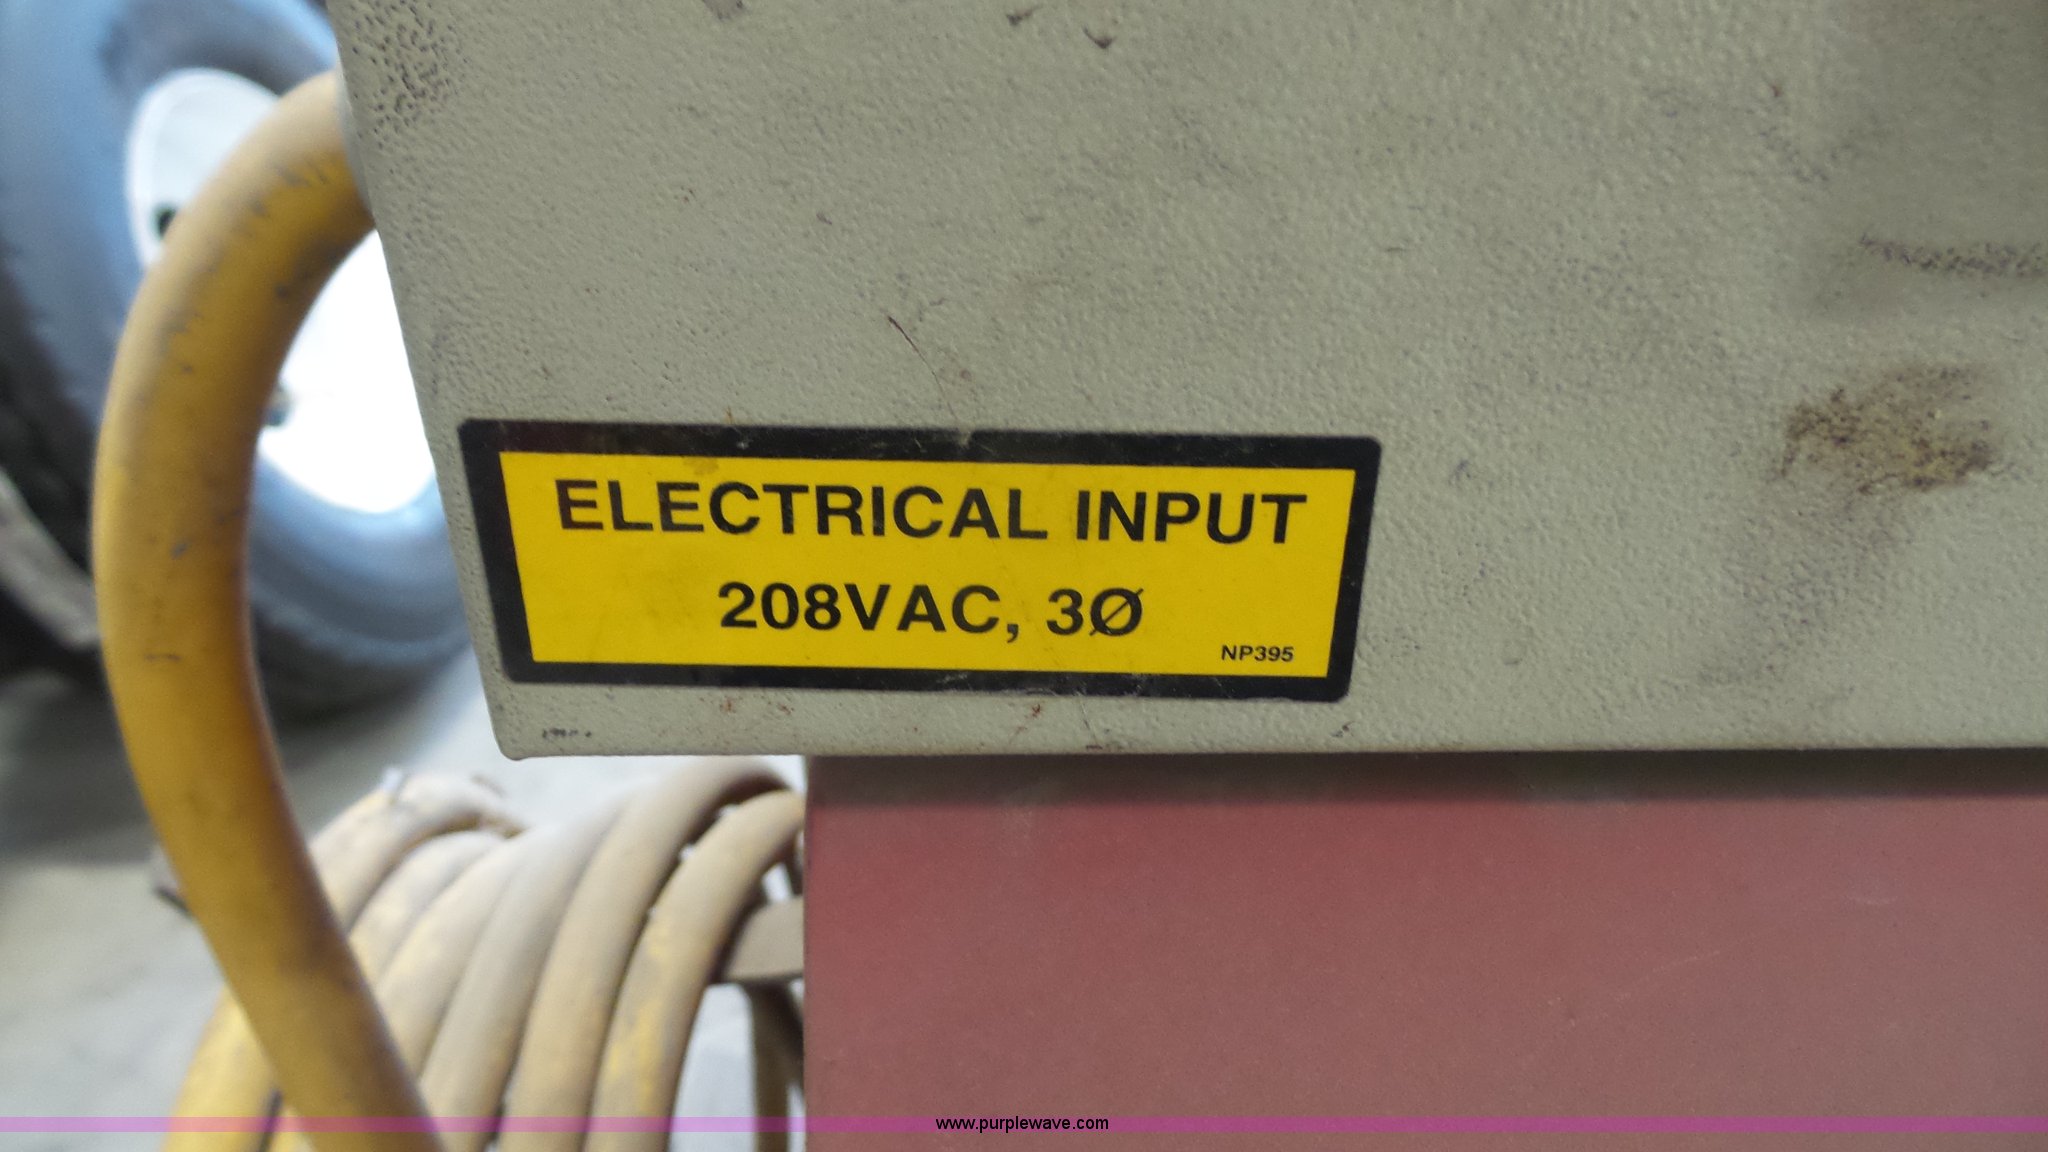 ELECTRICAL INPUT
208VAC, 3Ø
NP395
www.purplewave.com